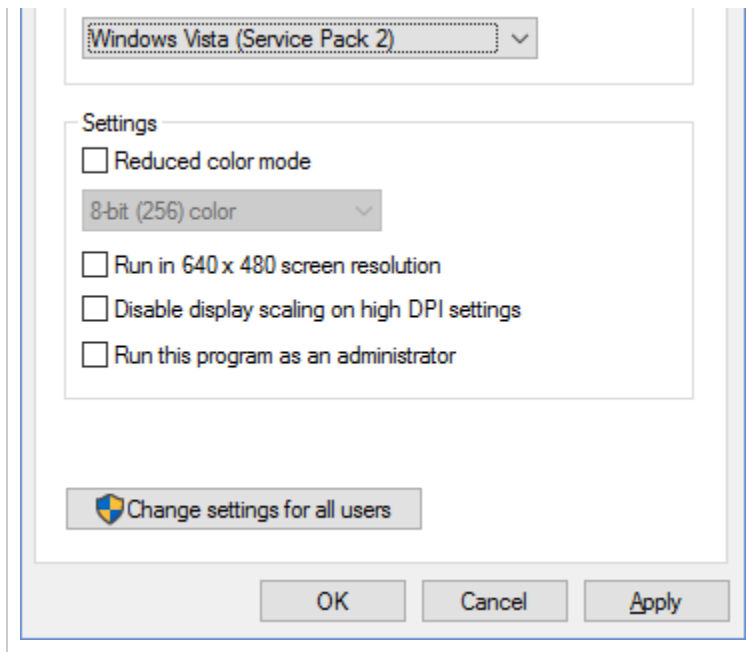 Windows Vista (Service Pack 2)
Settings
Reduced color mode
8-bit (256) color
Run in 640 x 480 screen resolution
Disable display scaling on high DPI settings
Run this program as an administrator
Change settings for all users
OK Cancel Apply